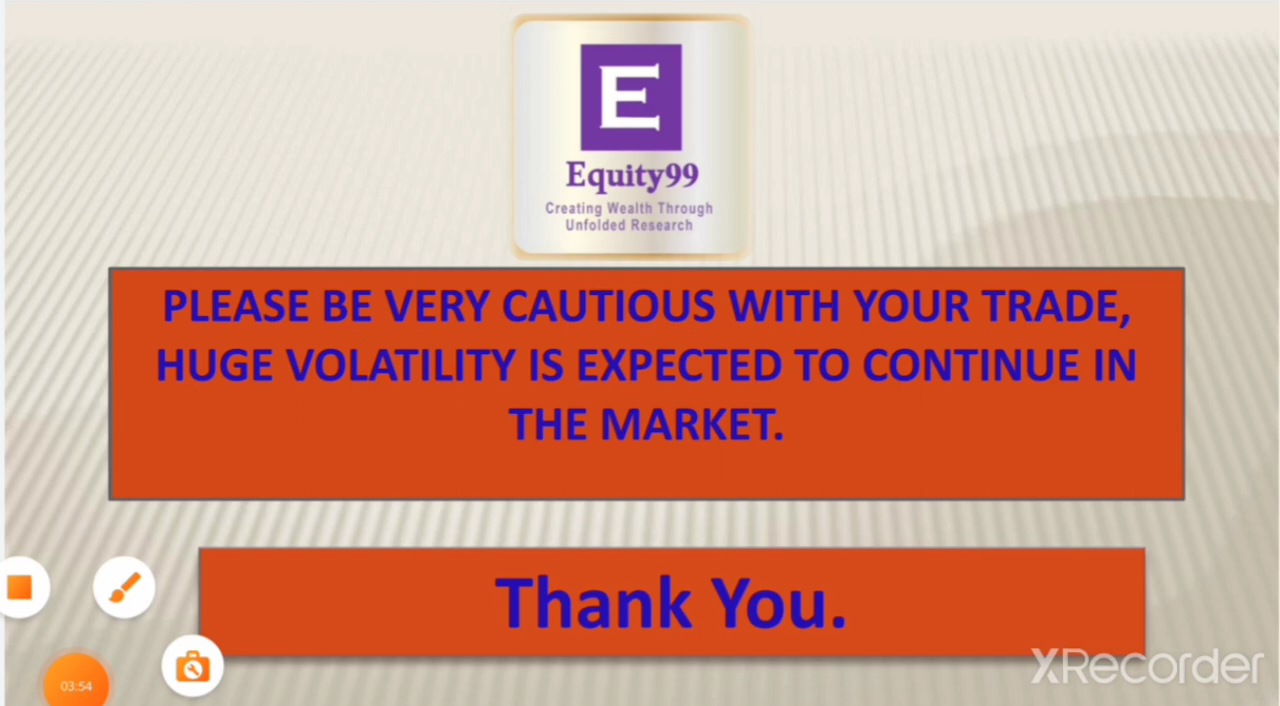 E
Equity99
Creating Wealth Through
Unfolded Research
PLEASE BE VERY CAUTIOUS WITH YOUR TRADE,
HUGE VOLATILITY IS EXPECTED TO CONTINUE IN
THE MARKET.
Thank You.
03:54
XRecorder